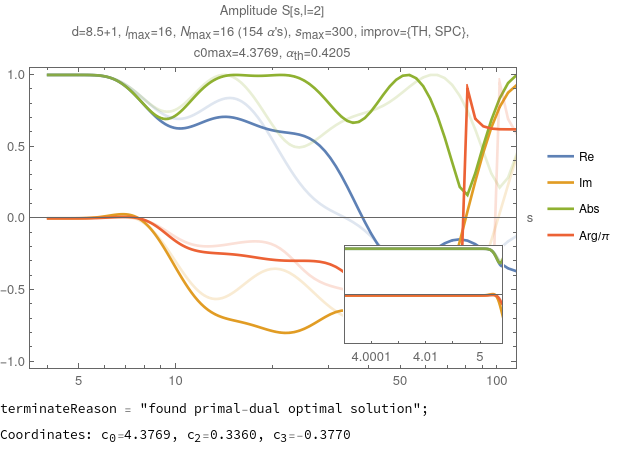 Amplitude S[s,l=2]
d=8.5+1, lmax=16, Nmax=16 (154 α's), smax=300, improv={TH, SPC},
c0max=4.3769, αth=0.4205
1.0
0.5
0.0
-0.5
-1.0
s
Re
Im
Abs
Arg/π
4.0001 4.01 5
5 10 50 100
terminateReason = "found primal-dual optimal solution";
Coordinates: c0=4.3769, c2=0.3360, c3=-0.3770